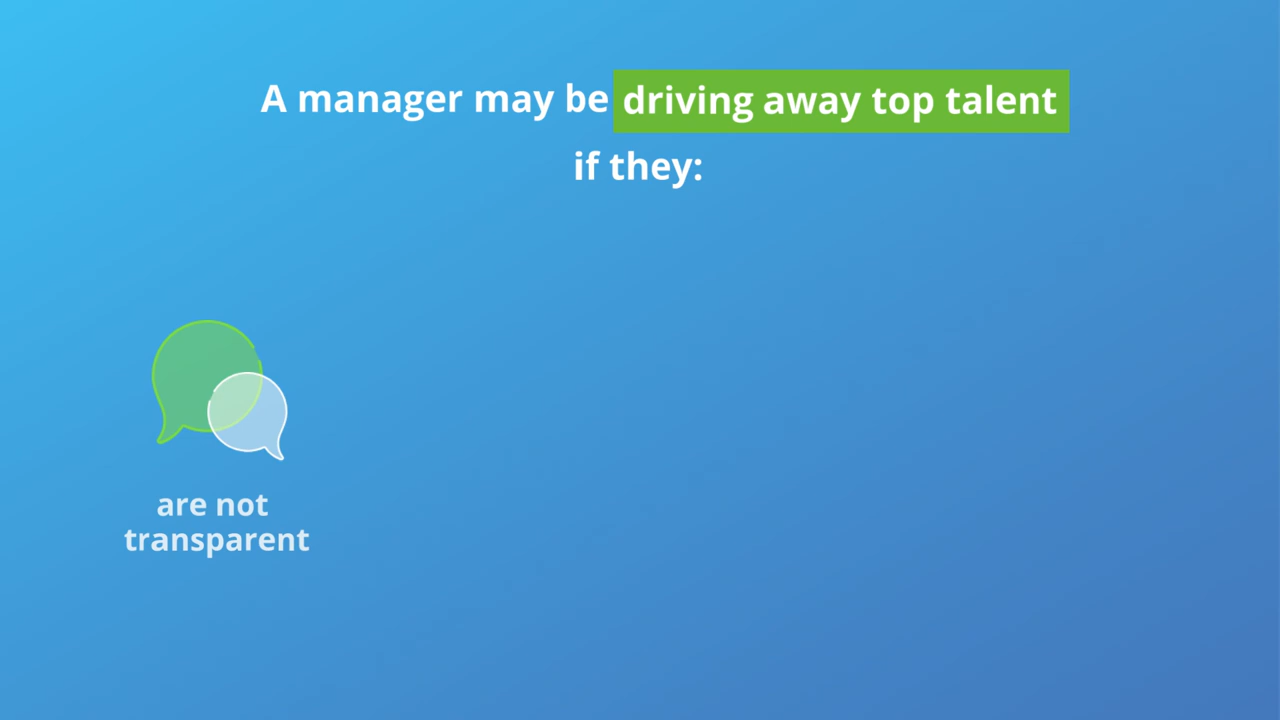 A manager may be driving away top talent
if they:
are not
transparent